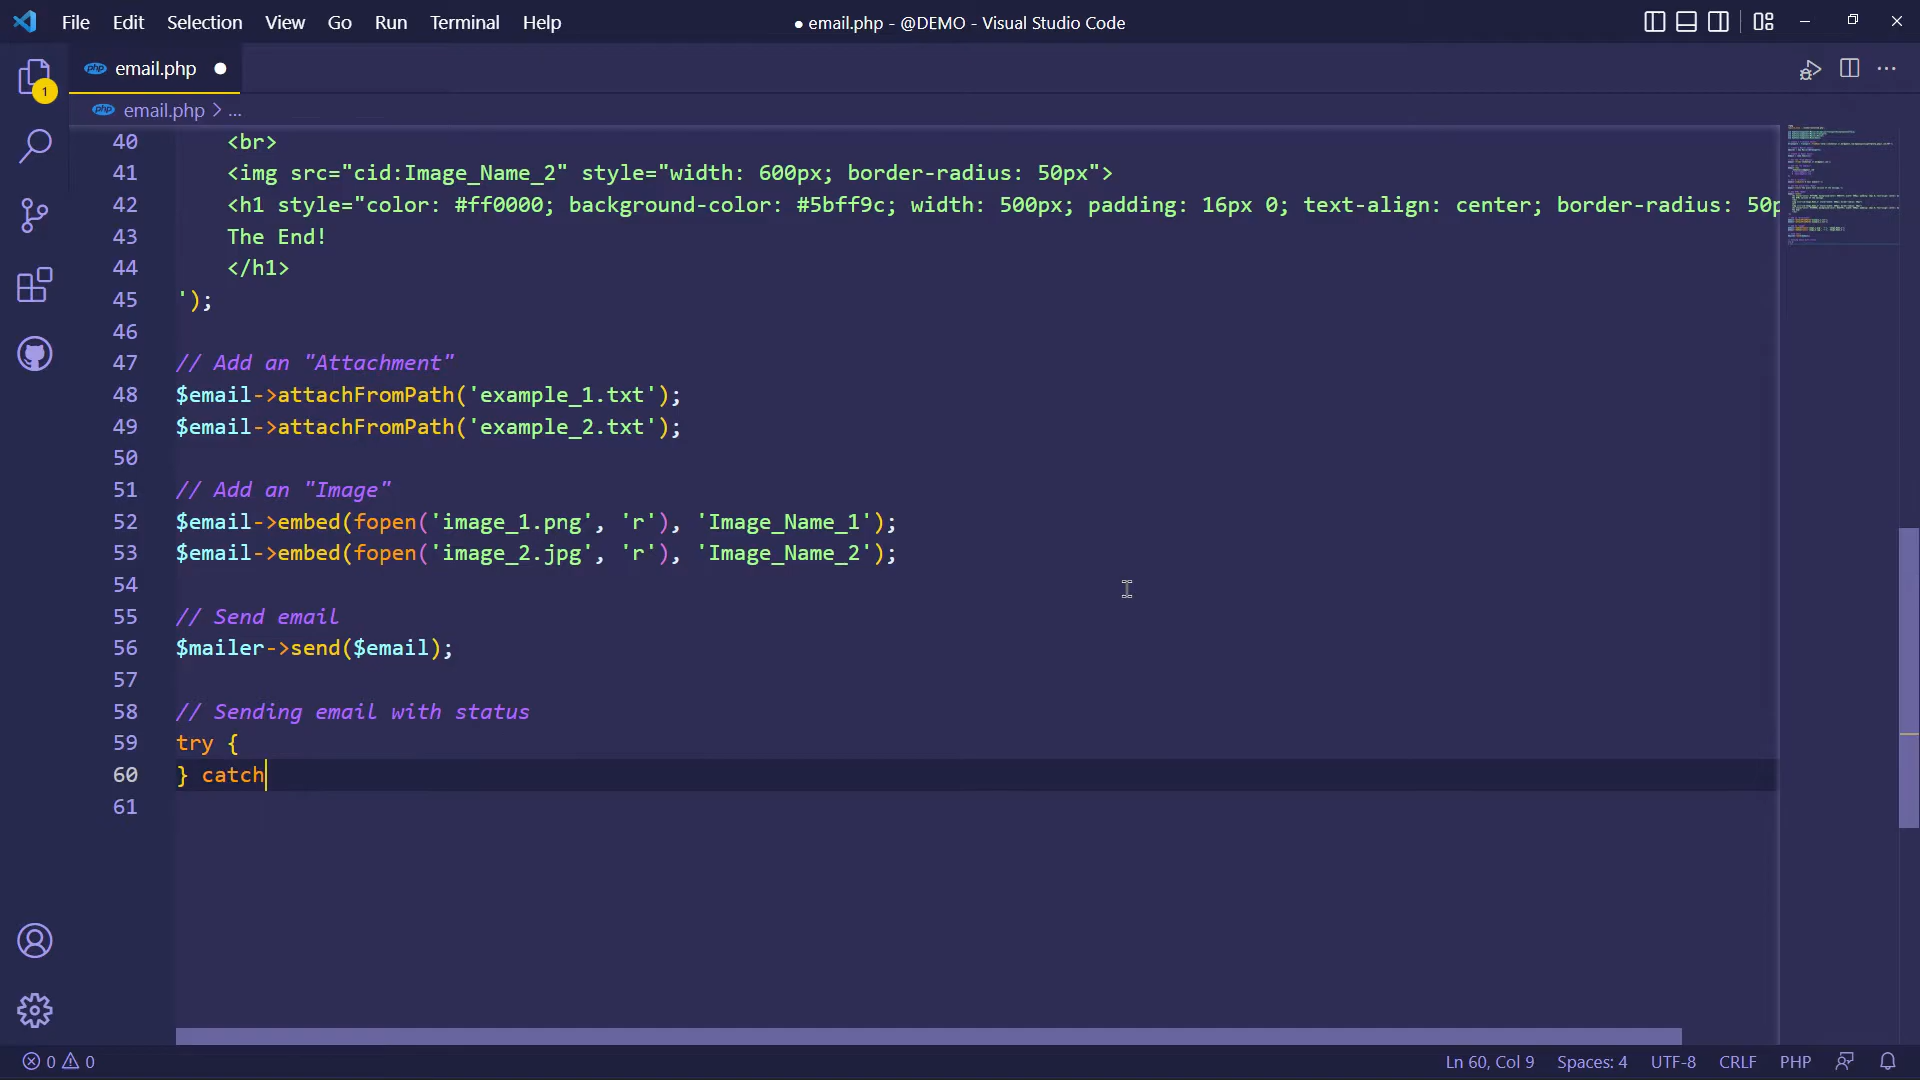 File Edit Selection View Go Run Terminal Help
● email.php - @DEMO - Visual Studio Code
php email.php
1
php email.php > ...
40 <br>
41 <img src="cid:Image_Name_2" style="width: 600px; border-radius: 50px">
42 <h1 style="color: #ff0000; background-color: #5bff9c; width: 500px; padding: 16px 0; text-align: center; border-radius: 50p
43 The End!
44 </h1>
45 ');
46
47 // Add an "Attachment"
48 $email->attachFromPath('example_1.txt');
49 $email->attachFromPath('example_2.txt');
50
51 // Add an "Image"
52 $email->embed(fopen('image_1.png', 'r'), 'Image_Name_1');
53 $email->embed(fopen('image_2.jpg', 'r'), 'Image_Name_2');
54
55 // Send email
56 $mailer->send($email);
57
58 // Sending email with status
59 try {
60 } catch
61
0 0
Ln 60, Col 9 Spaces: 4 UTF-8 CRLF PHP